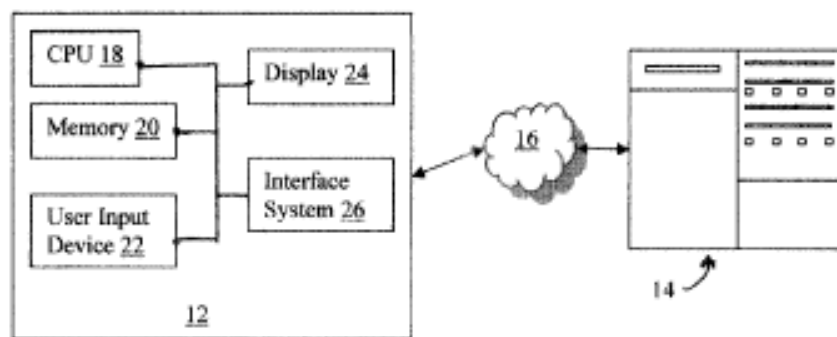 CPU 18
Display 24
Memory 20
Interface
System 26
User Input
Device 22
12
16
14